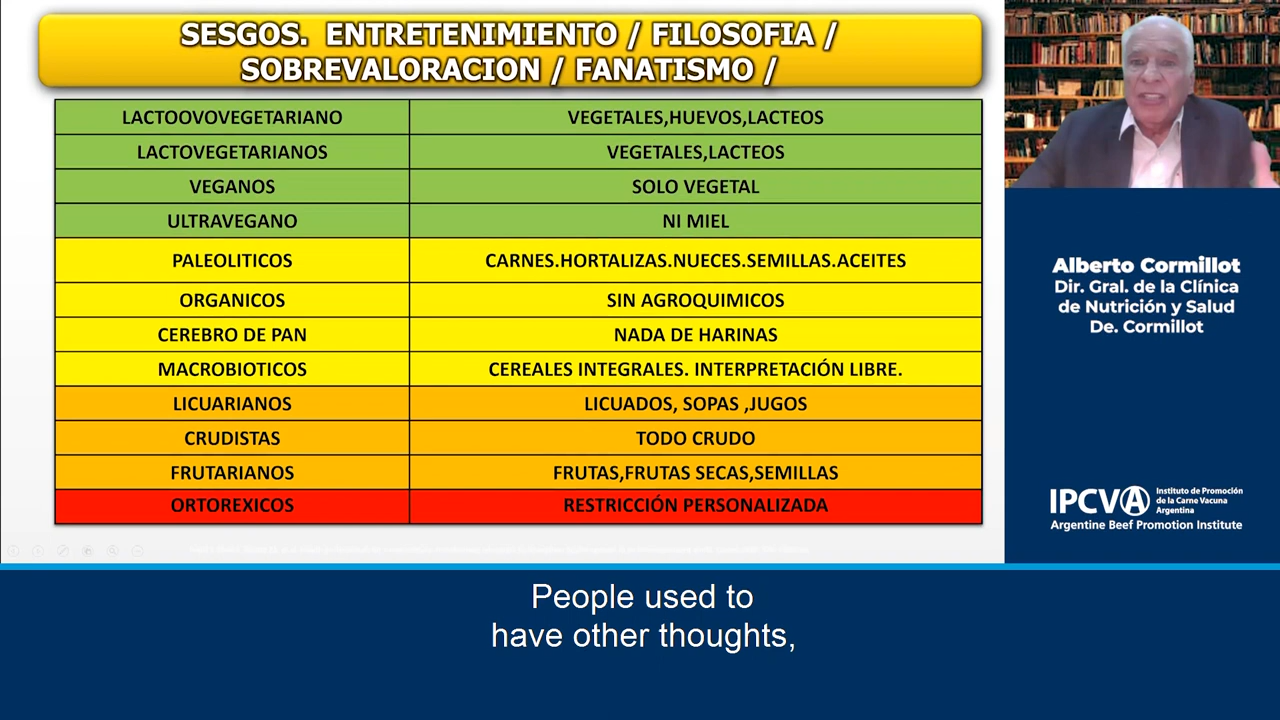 SESGOS. ENTRETENIMIENTO / FILOSOFIA /
SOBREVALORACION / FANATISMO /
LACTOOVOVEGETARIANO VEGETALES,HUEVOS,LACTEOS
LACTOVEGETARIANOS VEGETALES,LACTEOS
VEGANOS SOLO VEGETAL
ULTRAVEGANO NI MIEL
PALEOLITICOS CARNES.HORTALIZAS.NUECES.SEMILLAS.ACEITES
ORGANICOS SIN AGROQUIMICOS
CEREBRO DE PAN NADA DE HARINAS
MACROBIOTICOS CEREALES INTEGRALES. INTERPRETACIÓN LIBRE.
LICUARIANOS LICUADOS, SOPAS ,JUGOS
CRUDISTAS TODO CRUDO
FRUTARIANOS FRUTAS,FRUTAS SECAS,SEMILLAS
ORTOREXICOS RESTRICCIÓN PERSONALIZADA
Alberto Cormillot
Dir. Gral. de la Clínica
de Nutrición y Salud
De. Cormillot
IPCVA
Instituto de Promoción
de la Carne Vacuna
Argentina
Argentine Beef Promotion Institute
People used to
have other thoughts,